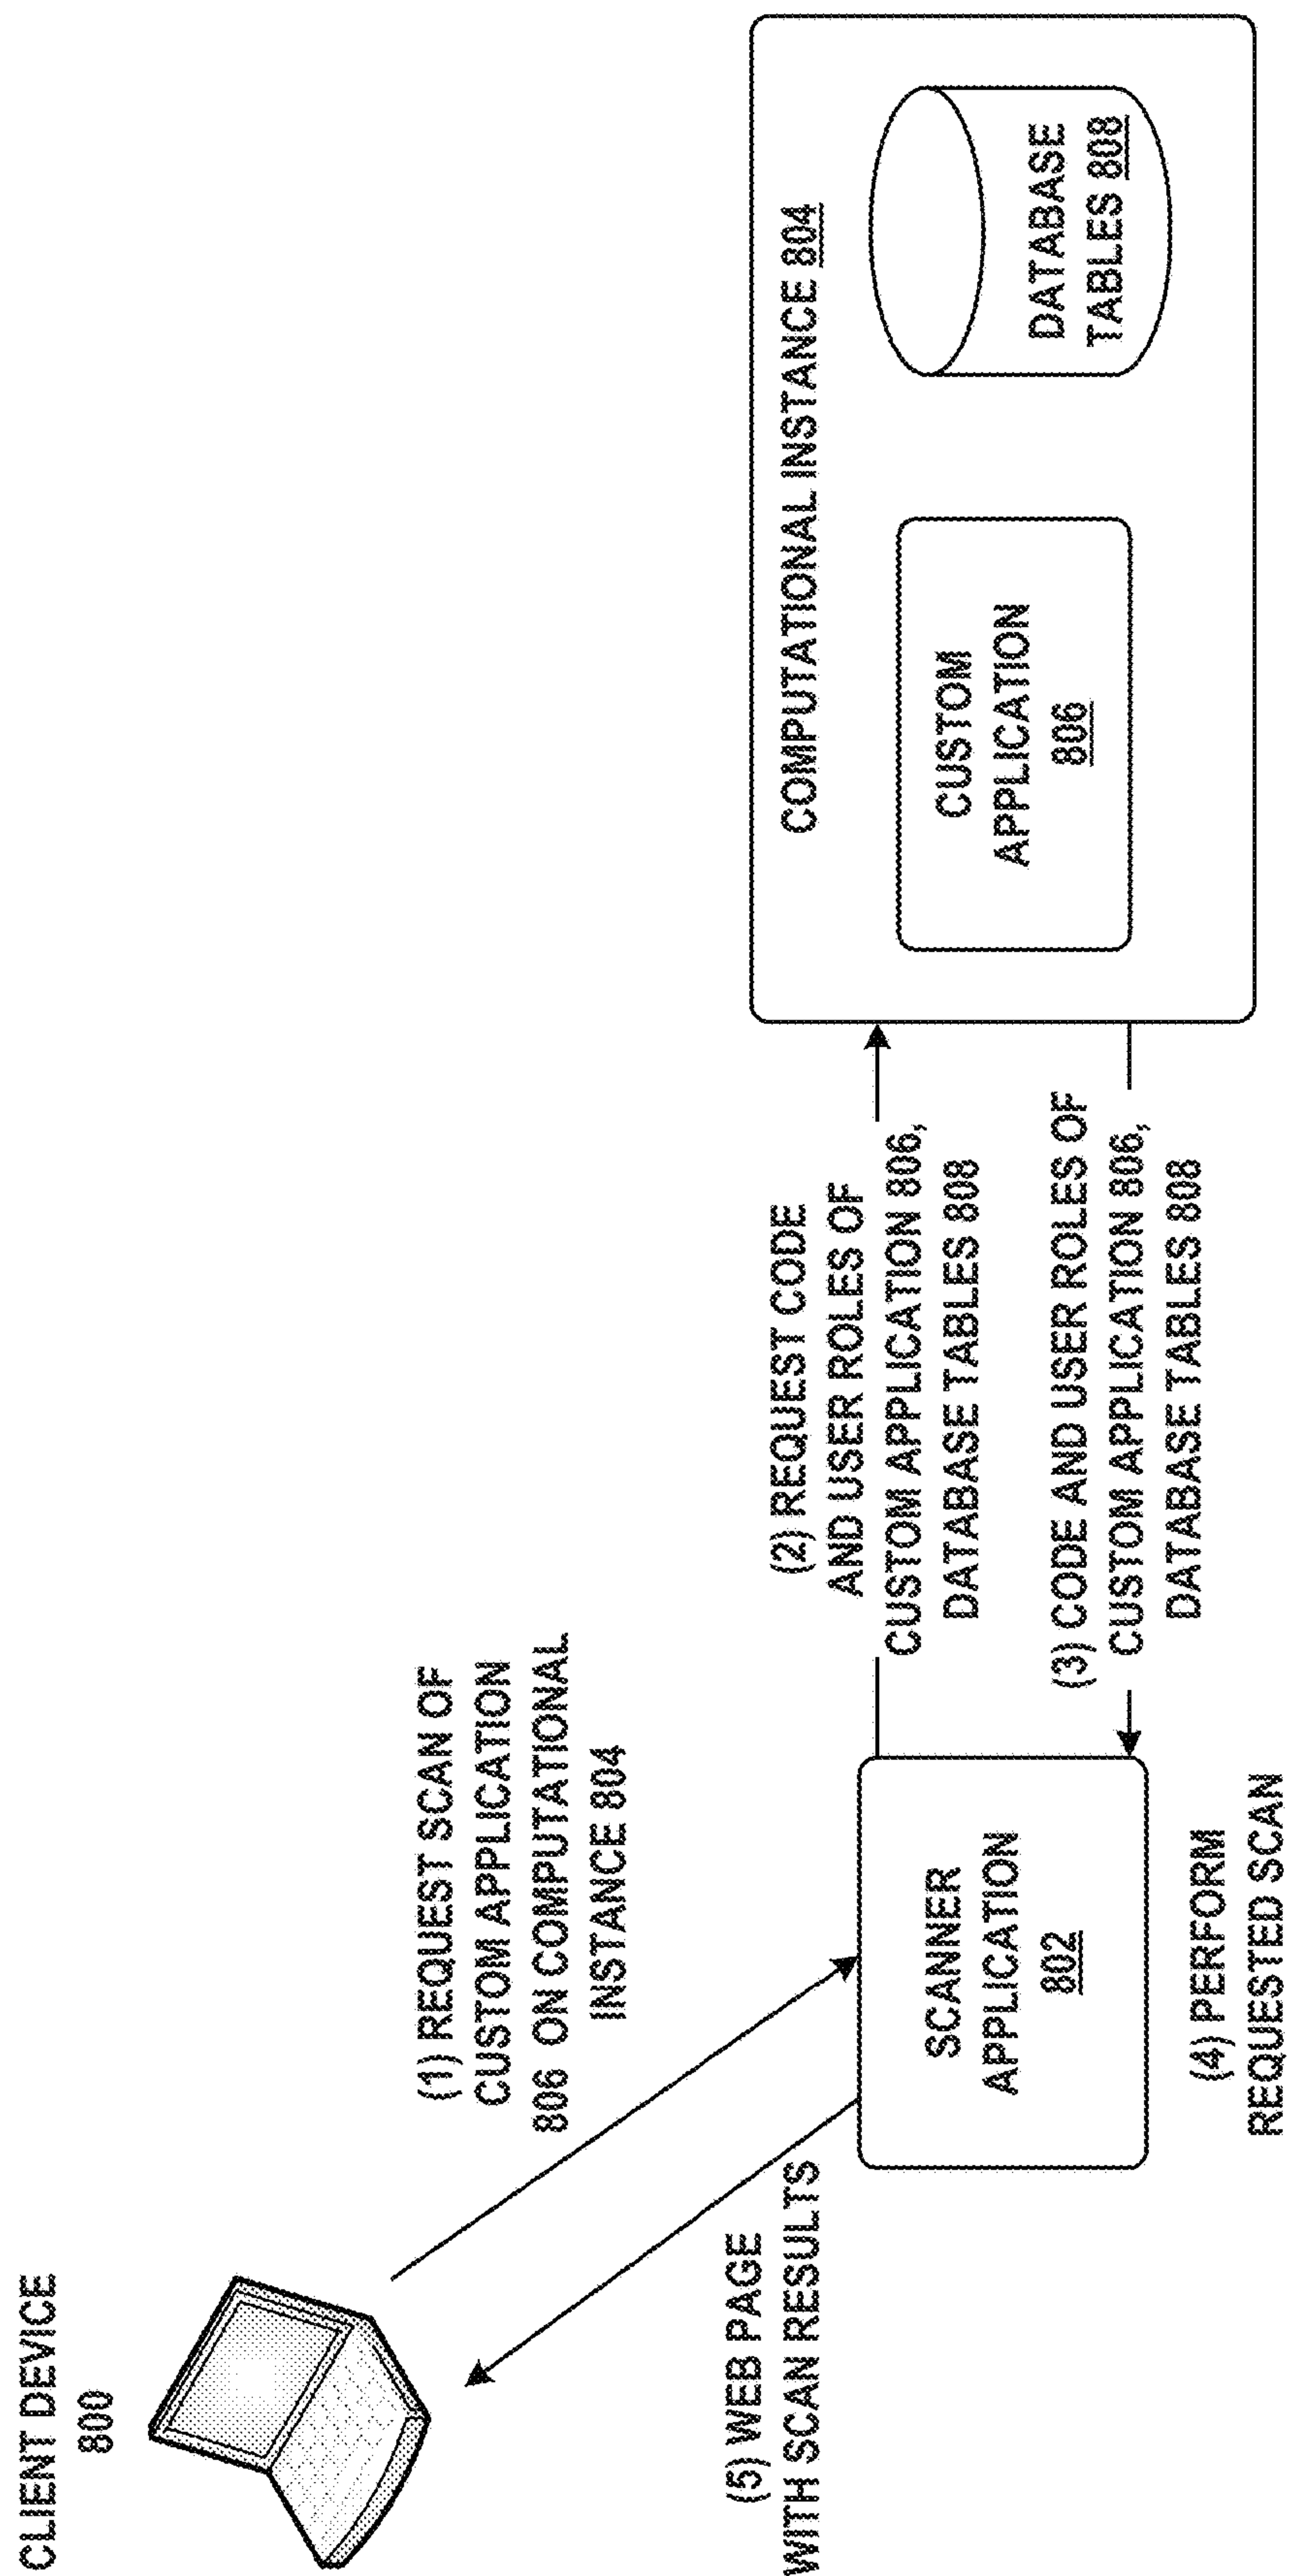 CLIENT DEVICE
800
(1) REQUEST SCAN OF
CUSTOM APPLICATION
806 ON COMPUTATIONAL
INSTANCE 804
(5) WEB PAGE
WITH SCAN RESULTS
SCANNER
APPLICATION
802
(4) PERFORM
REQUESTED SCAN
(2) REQUEST CODE
AND USER ROLES OF
CUSTOM APPLICATION 806,
DATABASE TABLES 808
(3) CODE AND USER ROLES OF
CUSTOM APPLICATION 806,
DATABASE TABLES 808
COMPUTATIONAL INSTANCE 804
CUSTOM
APPLICATION
806
DATABASE
TABLES 808